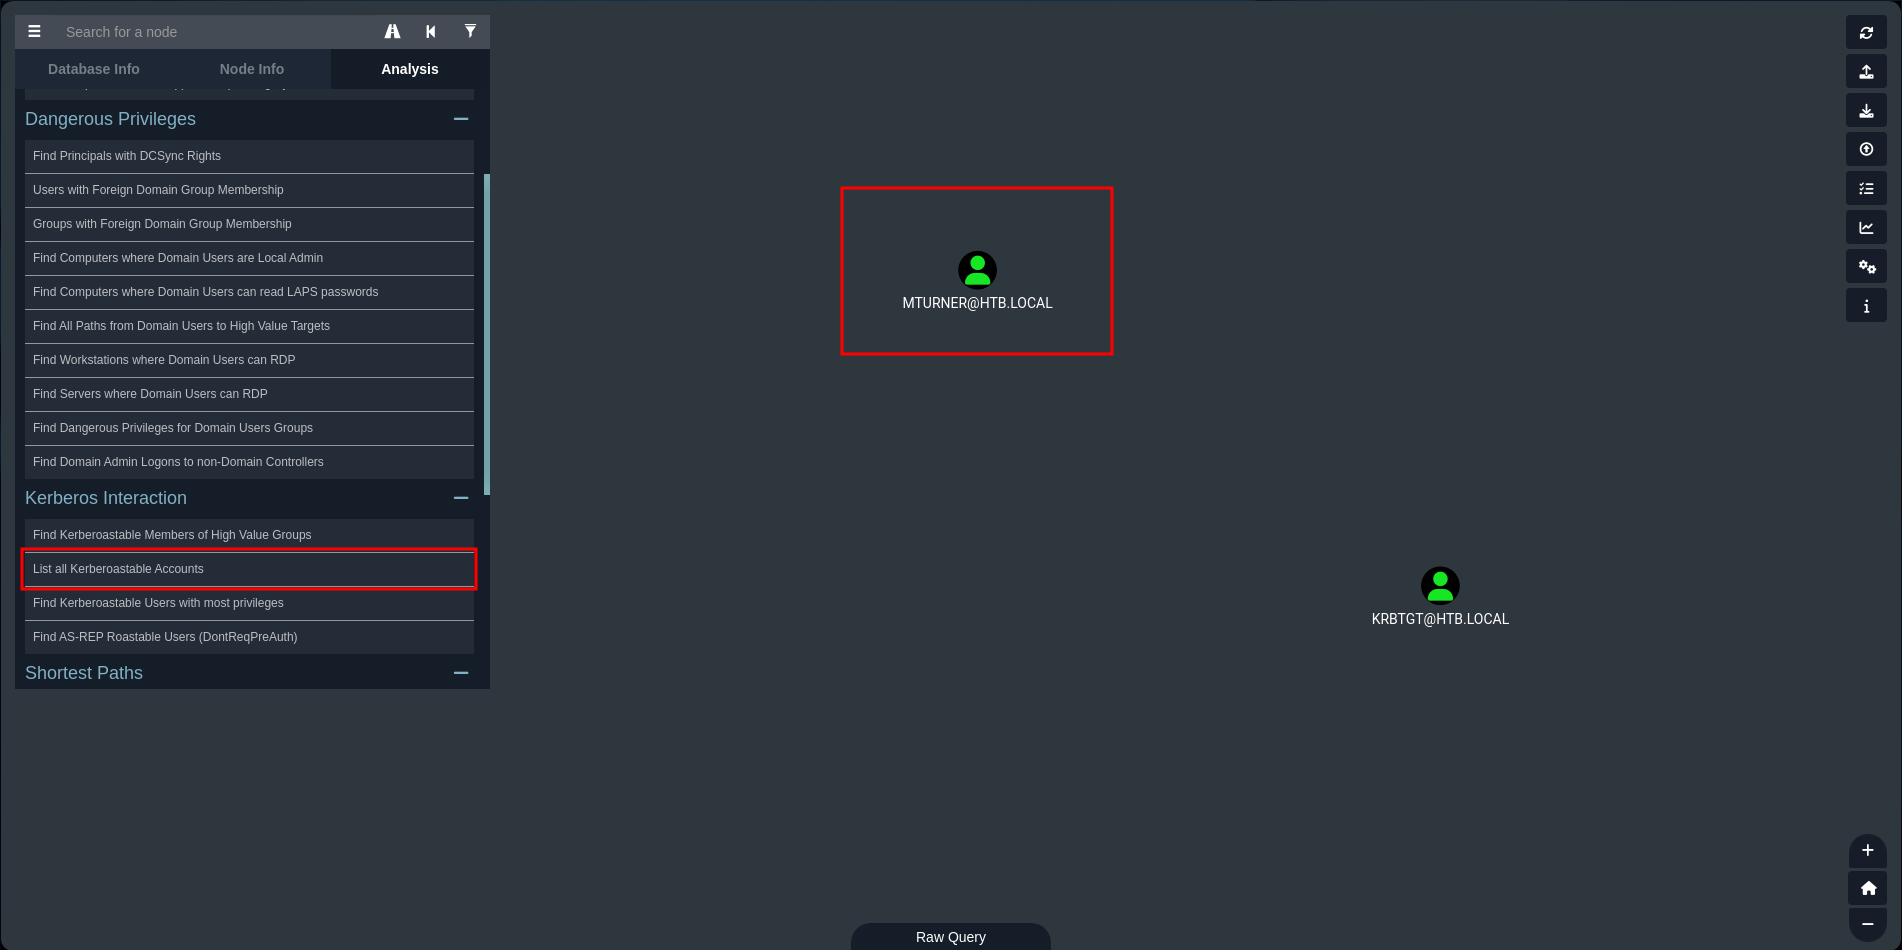 Search for a node
Database Info
Node Info
Analysis
Dangerous Privileges
Find Principals with DCSync Rights
Users with Foreign Domain Group Membership
Groups with Foreign Domain Group Membership
Find Computers where Domain Users are Local Admin
Find Computers where Domain Users can read LAPS passwords
Find All Paths from Domain Users to High Value Targets
Find Workstations where Domain Users can RDP
Find Servers where Domain Users can RDP
Find Dangerous Privileges for Domain Users Groups
Find Domain Admin Logons to non-Domain Controllers
Kerberos Interaction
Find Kerberoastable Members of High Value Groups
List all Kerberoastable Accounts
Find Kerberoastable Users with most privileges
Find AS-REP Roastable Users (DontReqPreAuth)
Shortest Paths
MTURNER@HTB.LOCAL
KRBTGT@HTB.LOCAL
Raw Query